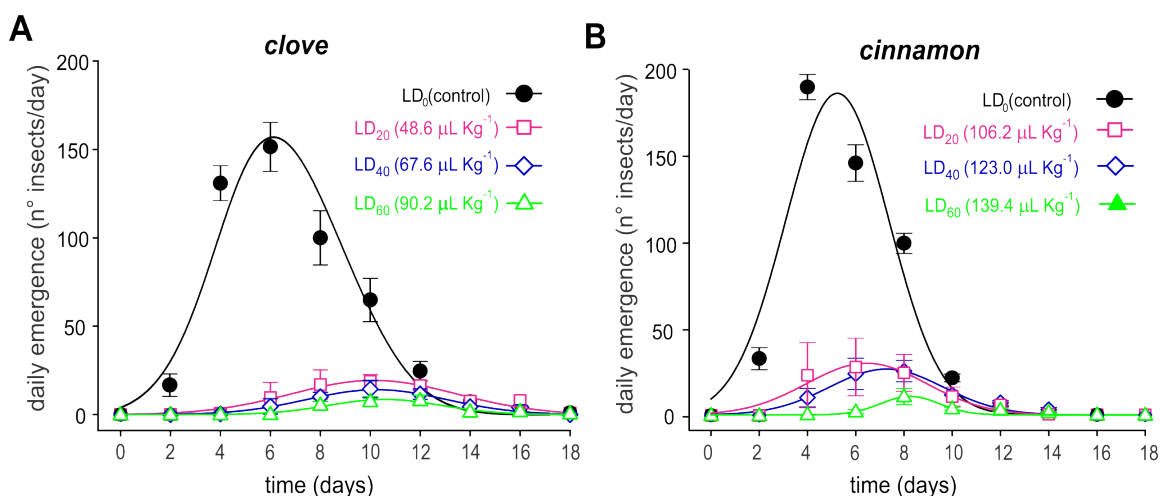 A
clove
daily emergence (n° insects/day)
200
150
100
50
0
LD0(control)
LD20 (48.6 µL Kg-1)
LD40 (67.6 µL Kg-1)
LD60 (90.2 µL Kg-1)
0 2 4 6 8 10 12 14 16 18
time (days)
B
cinnamon
daily emergence (n° insects/day)
200
150
100
50
0
LD0(control)
LD20 (106.2 µL Kg-1)
LD40 (123.0 µL Kg-1)
LD60 (139.4 µL Kg-1)
0 2 4 6 8 10 12 14 16 18
time (days)